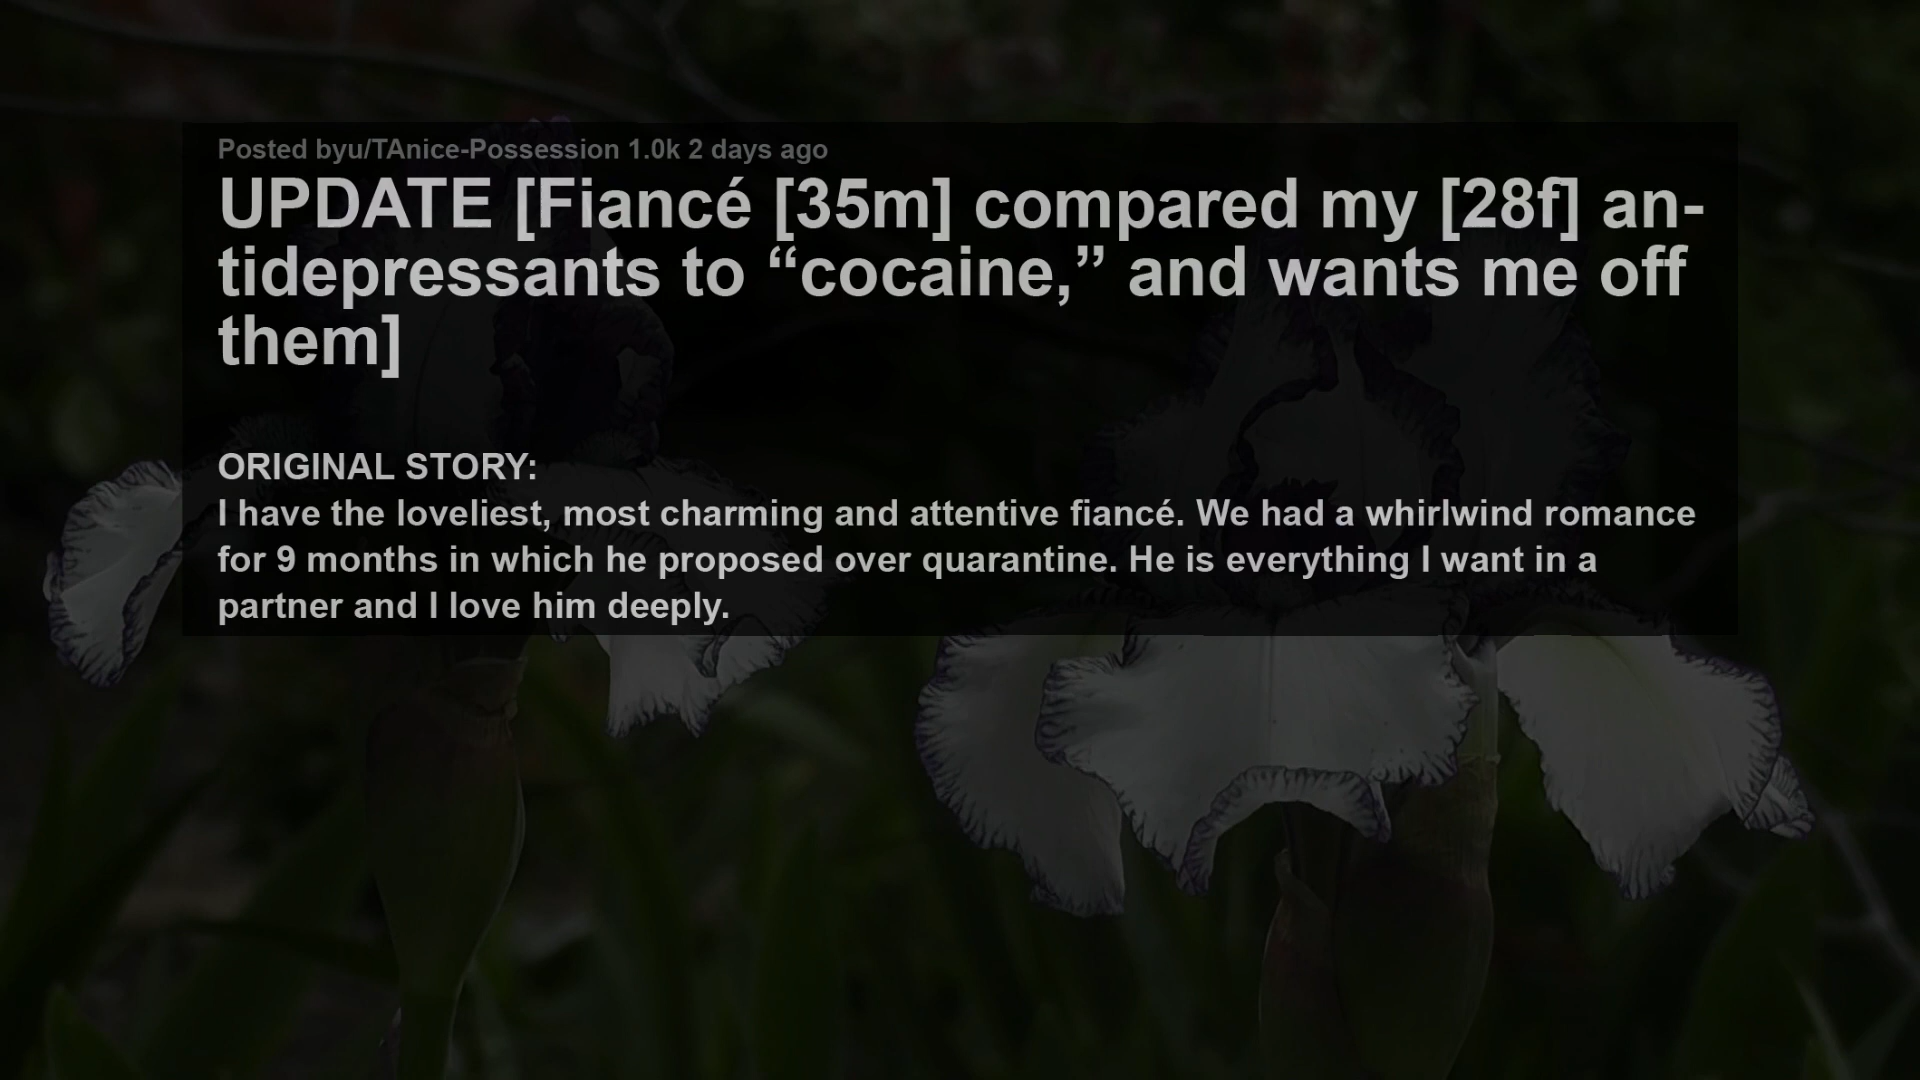 Posted byu/TAnice-Possession 1.0k 2 days ago
UPDATE [Fiancé [35m] compared my [28f] an-
tidepressants to “cocaine,” and wants me off
them]
ORIGINAL STORY:
I have the loveliest, most charming and attentive fiancé. We had a whirlwind romance
for 9 months in which he proposed over quarantine. He is everything I want in a
partner and I love him deeply.